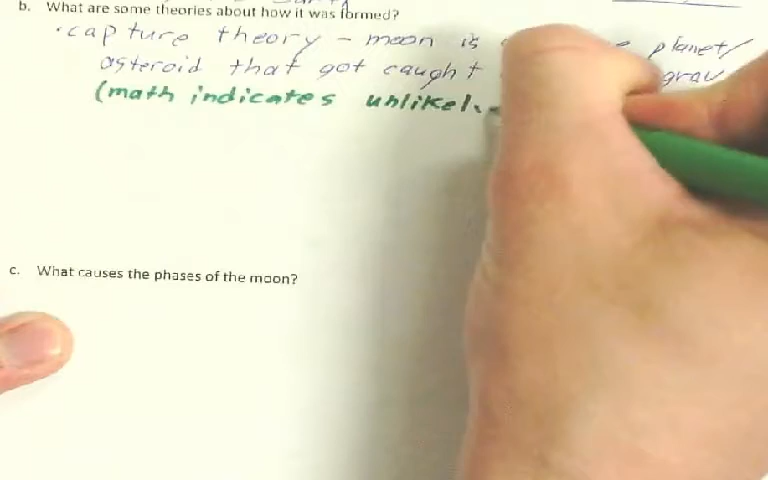 b. What are some theories about how it was formed?
• capture theory - moon is planet/
asteroid that got caught grav
(math indicates unlikely
c. What causes the phases of the moon?